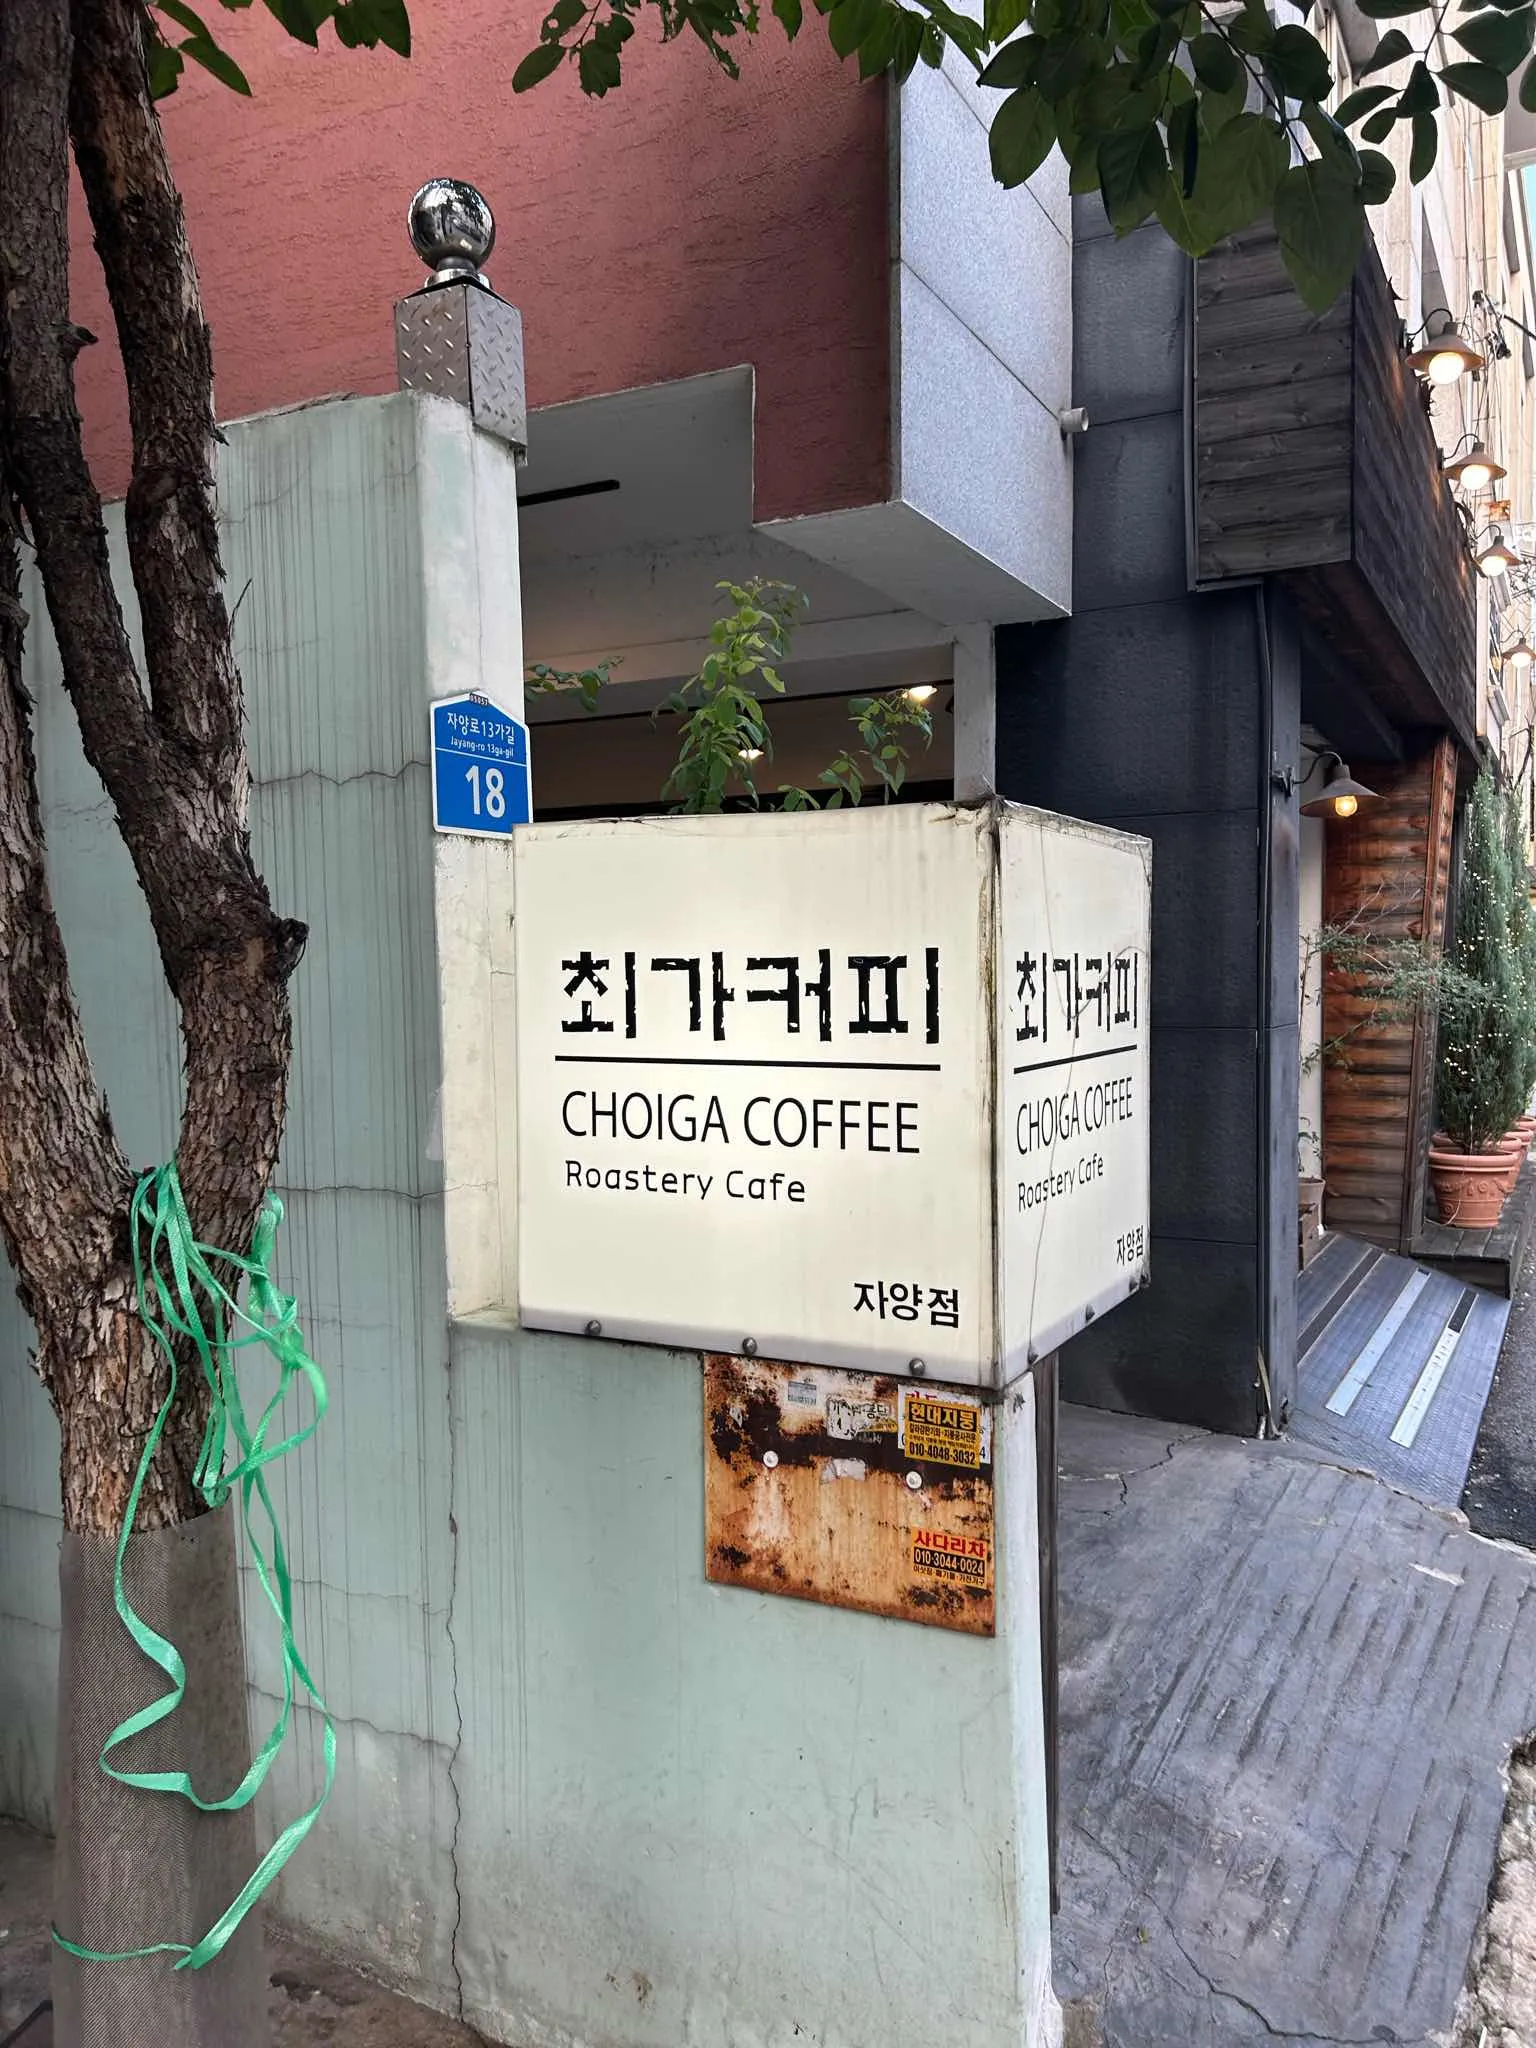 05057
자양로13가길
Jayang-ro 13ga-gil
18
최가커피
CHOIGA COFFEE
Roastery Cafe
자양점
최가커피
CHOIGA COFFEE
Roastery Cafe
자양점
현대지붕
010-4048-3032
사다리차
010-3044-0024